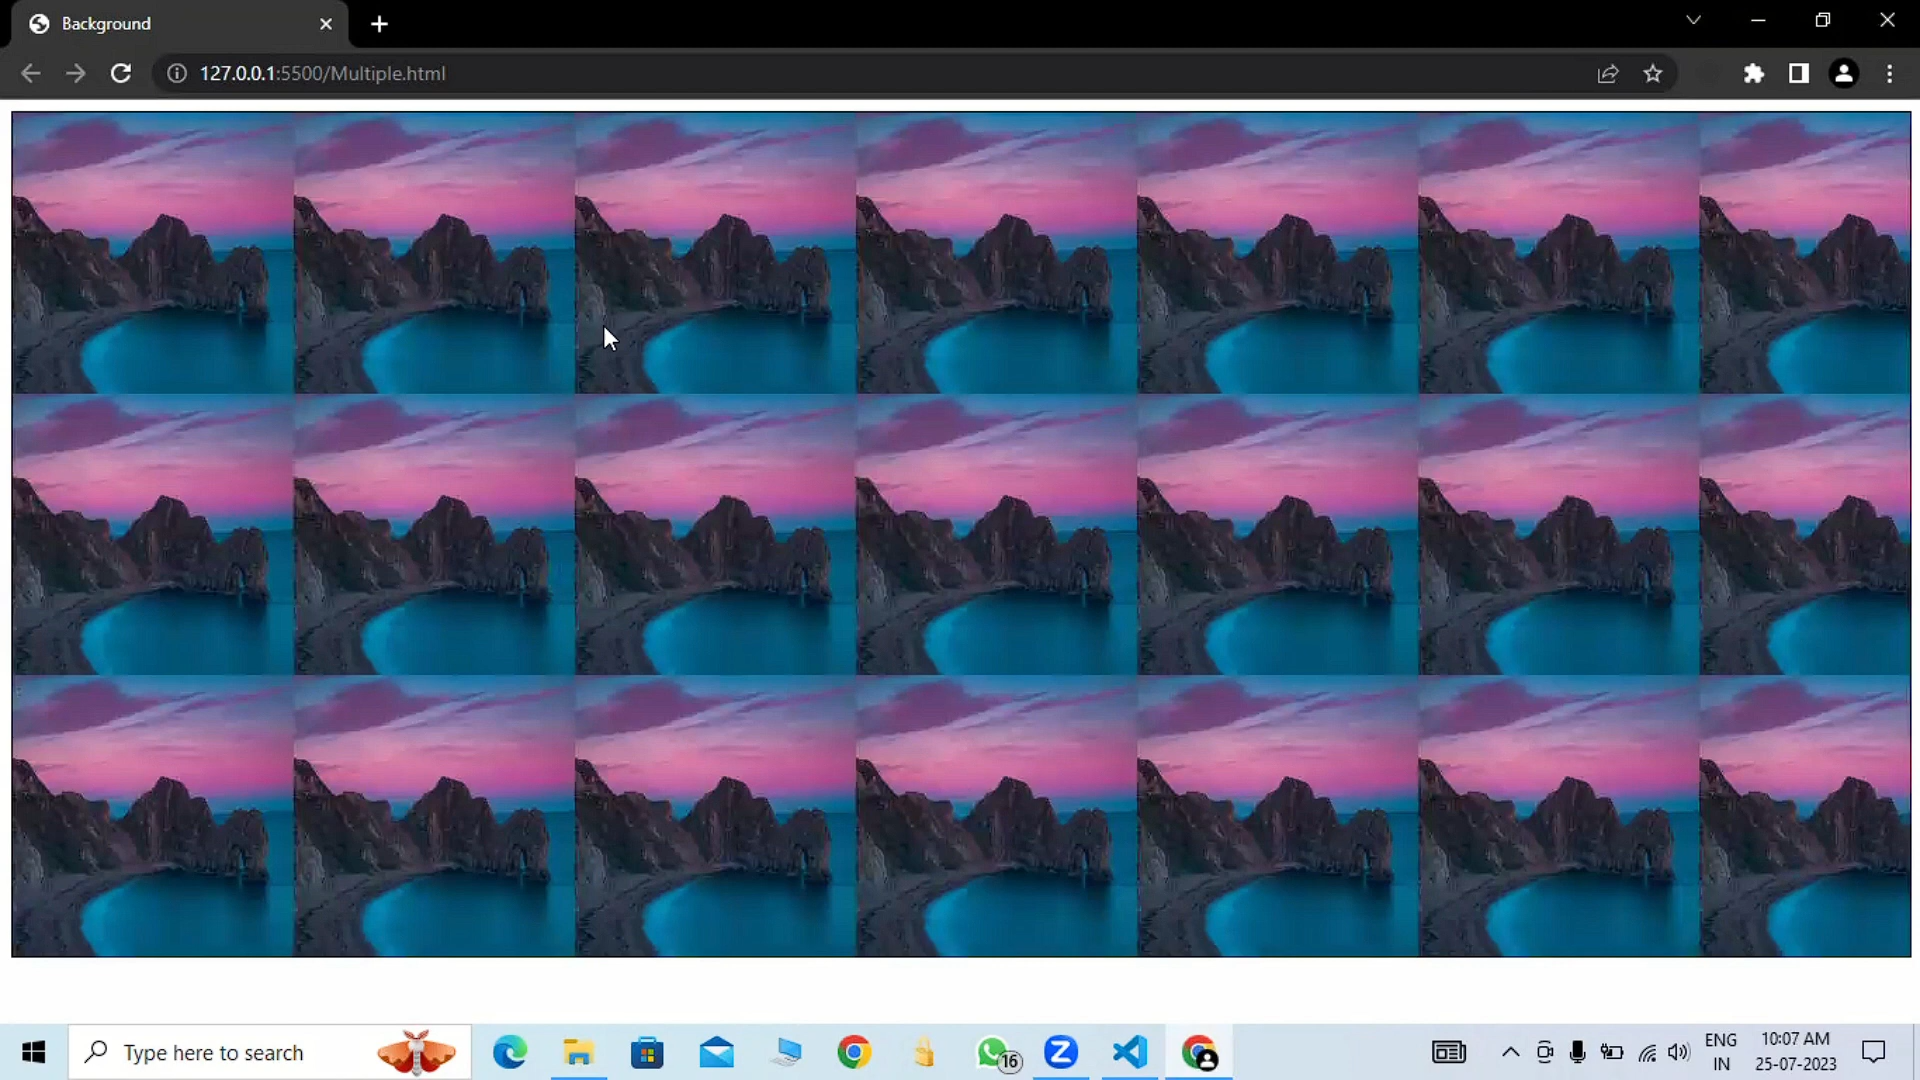 Background
127.0.0.1:5500/Multiple.html
Type here to search
16
ENG
IN
10:07 AM
25-07-2023